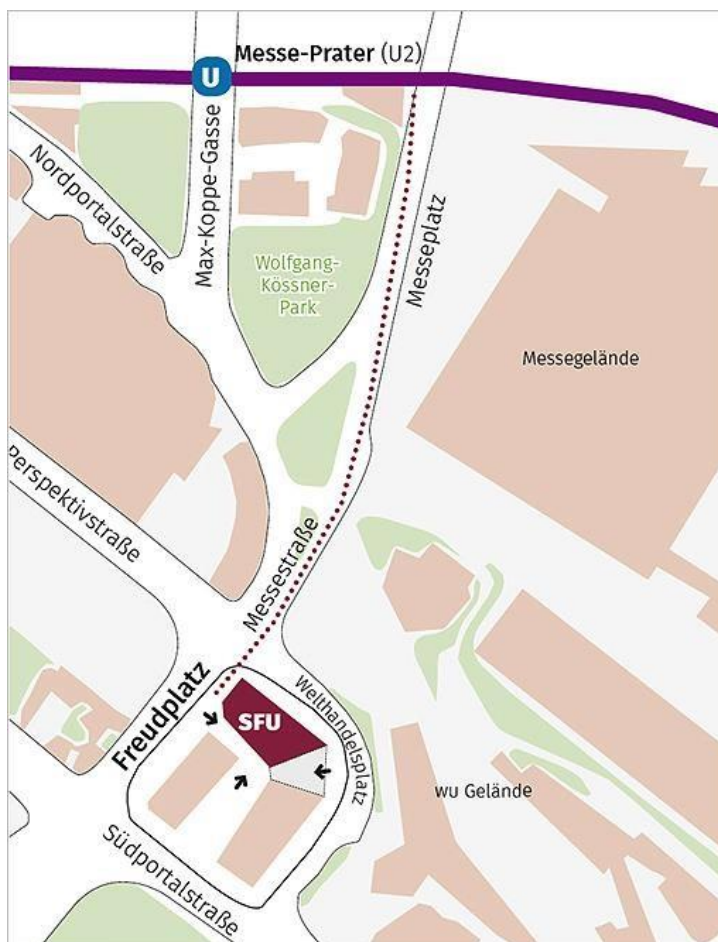 Messe-Prater (U2)
U
Nordportalstraße
Max-Koppe-Gasse
Messeplatz
Wolfgang-
Kössner-
Park
Messegelände
Perspektivstraße
Messestraße
Freudplatz
SFU
Welthandelsplatz
wu Gelände
Südportalstraße